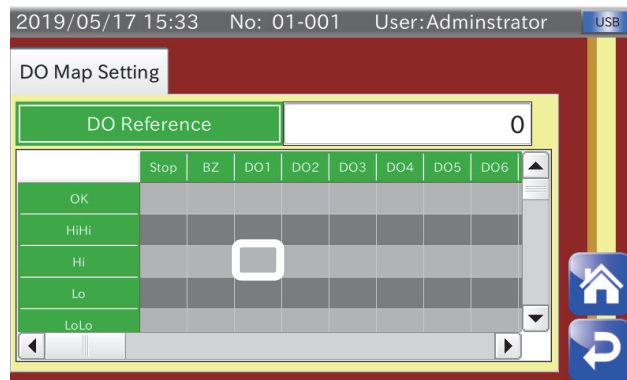 2019/05/17 15:33 No: 01-001 User:Adminstrator USB
DO Map Setting
DO Reference 0
Stop BZ DO1 DO2 DO3 DO4 DO5 DO6
OK
HiHi
Hi
Lo
LoLo